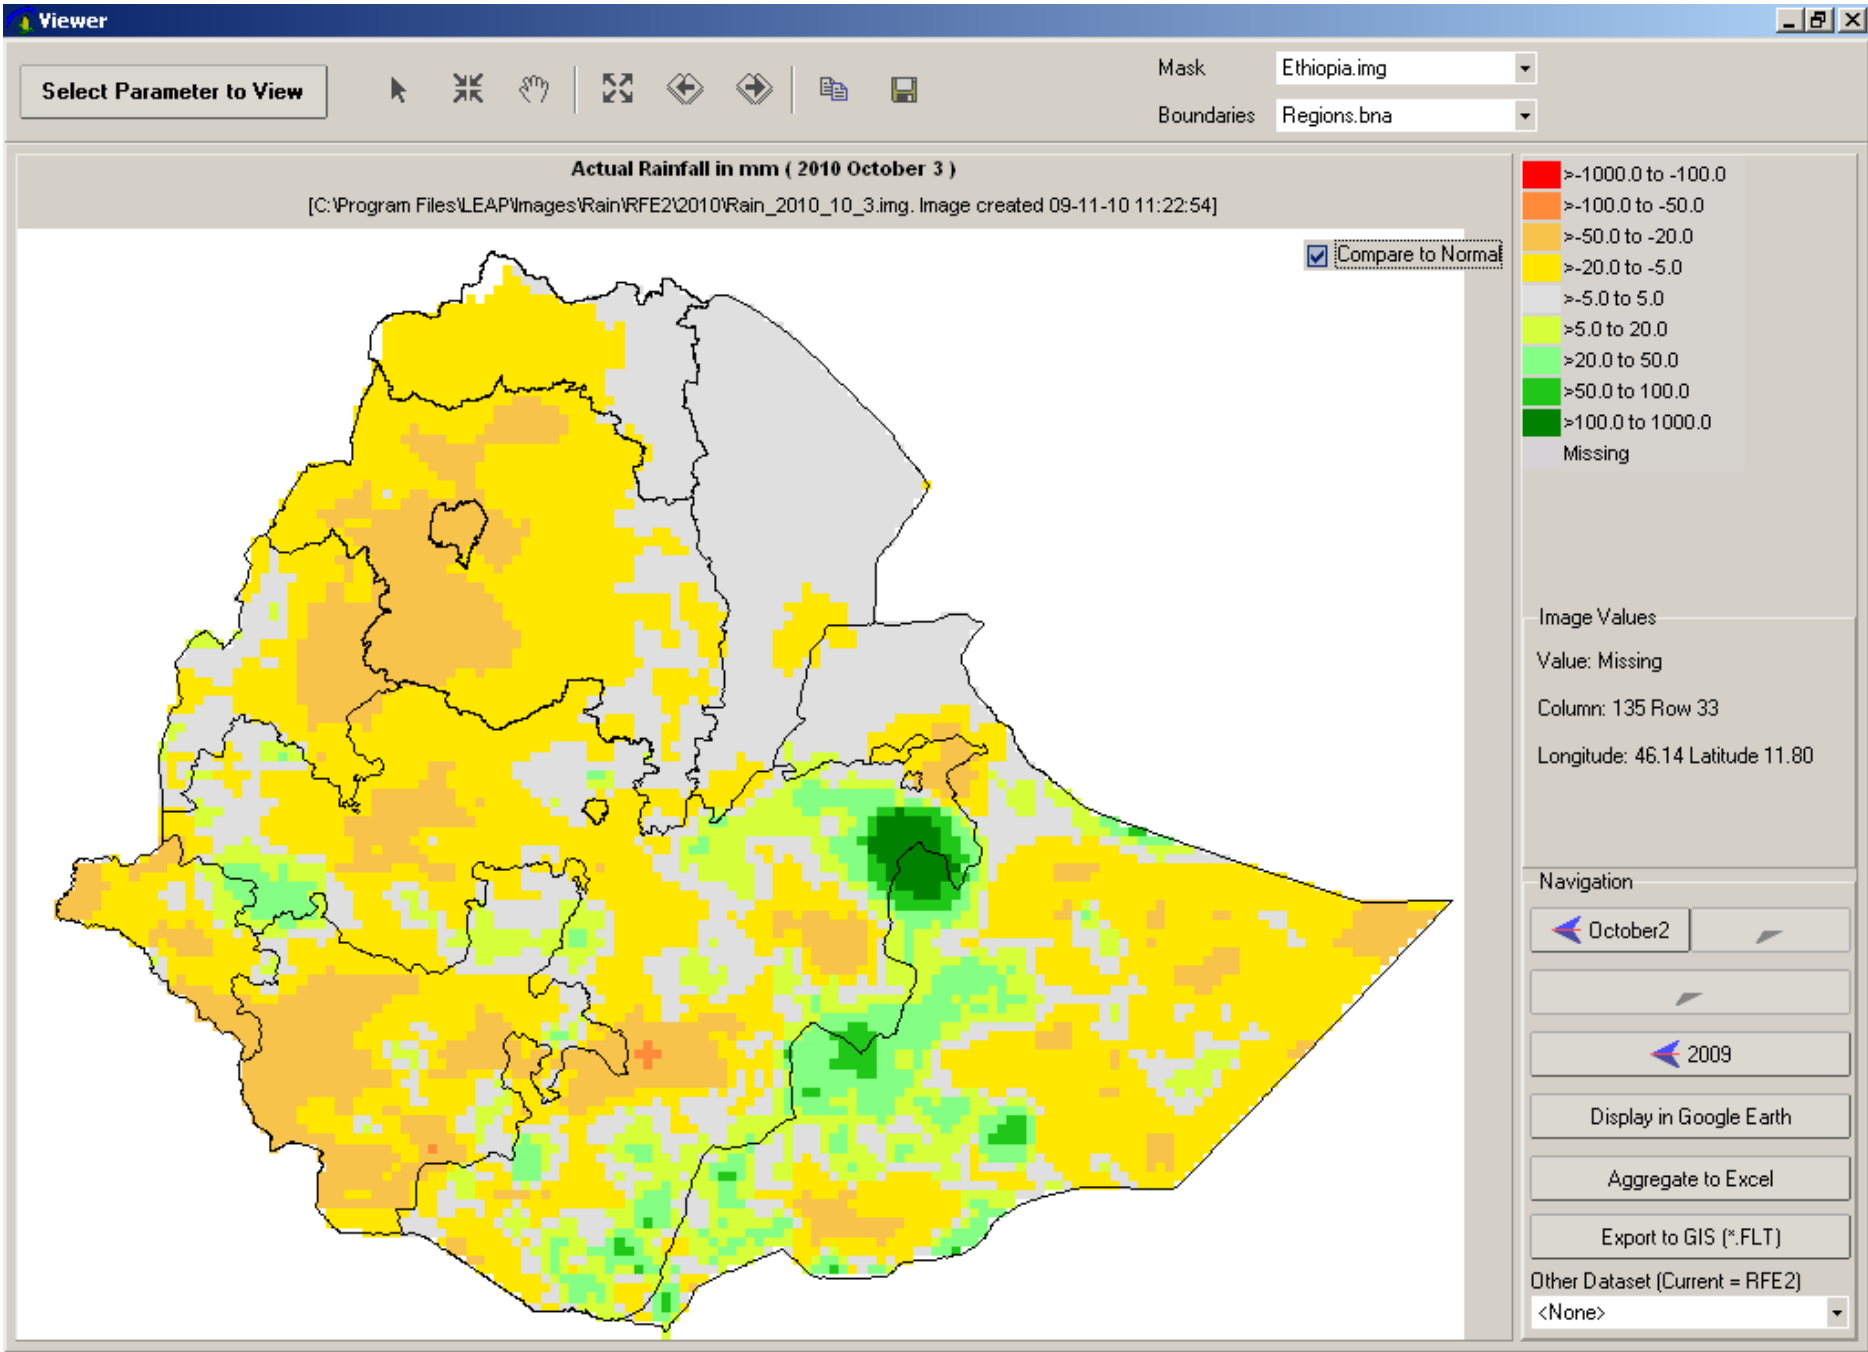 Viewer
Select Parameter to View
Mask
Ethiopia.img
Boundaries
Regions.bna
Actual Rainfall in mm ( 2010 October 3 )
[C:\Program Files\LEAP\Images\Rain\RFE2\2010\Rain_2010_10_3.img. Image created 09-11-10 11:22:54]
Compare to Normal
>-1000.0 to -100.0
>-100.0 to -50.0
>-50.0 to -20.0
>-20.0 to -5.0
>-5.0 to 5.0
>5.0 to 20.0
>20.0 to 50.0
>50.0 to 100.0
>100.0 to 1000.0
Missing
Image Values
Value: Missing
Column: 135 Row 33
Longitude: 46.14 Latitude 11.80
Navigation
October2
2009
Display in Google Earth
Aggregate to Excel
Export to GIS (*.FLT)
Other Dataset (Current = RFE2)
<None>